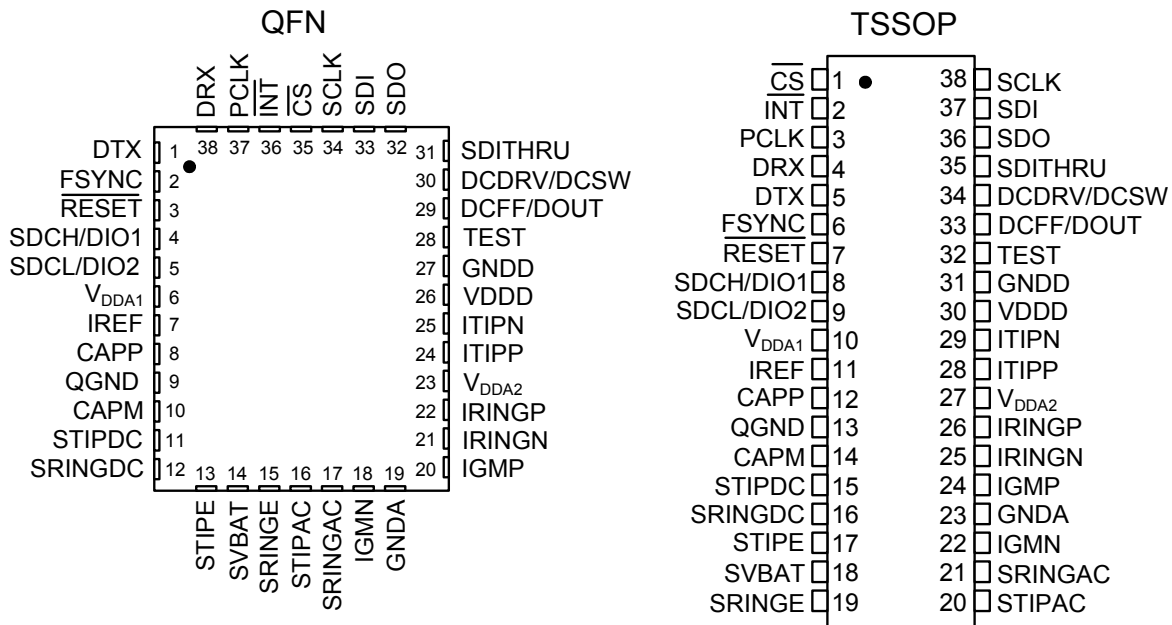 QFN
DRX
PCLK
INT
CS
SCLK
SDI
SDO
38 37 36 35 34 33 32
DTX 1
FSYNC 2
RESET 3
SDCH/DIO1 4
SDCL/DIO2 5
VDDA1 6
IREF 7
CAPP 8
QGND 9
CAPM 10
STIPDC 11
SRINGDC 12
31 SDITHRU
30 DCDRV/DCSW
29 DCFF/DOUT
28 TEST
27 GNDD
26 VDDD
25 ITIPN
24 ITIPP
23 VDDA2
22 IRINGP
21 IRINGN
20 IGMP
13 14 15 16 17 18 19
STIPE
SVBAT
SRINGE
STIPAC
SRINGAC
IGMN
GNDA
TSSOP
CS 1
INT 2
PCLK 3
DRX 4
DTX 5
FSYNC 6
RESET 7
SDCH/DIO1 8
SDCL/DIO2 9
VDDA1 10
IREF 11
CAPP 12
QGND 13
CAPM 14
STIPDC 15
SRINGDC 16
STIPE 17
SVBAT 18
SRINGE 19
38 SCLK
37 SDI
36 SDO
35 SDITHRU
34 DCDRV/DCSW
33 DCFF/DOUT
32 TEST
31 GNDD
30 VDDD
29 ITIPN
28 ITIPP
27 VDDA2
26 IRINGP
25 IRINGN
24 IGMP
23 GNDA
22 IGMN
21 SRINGAC
20 STIPAC